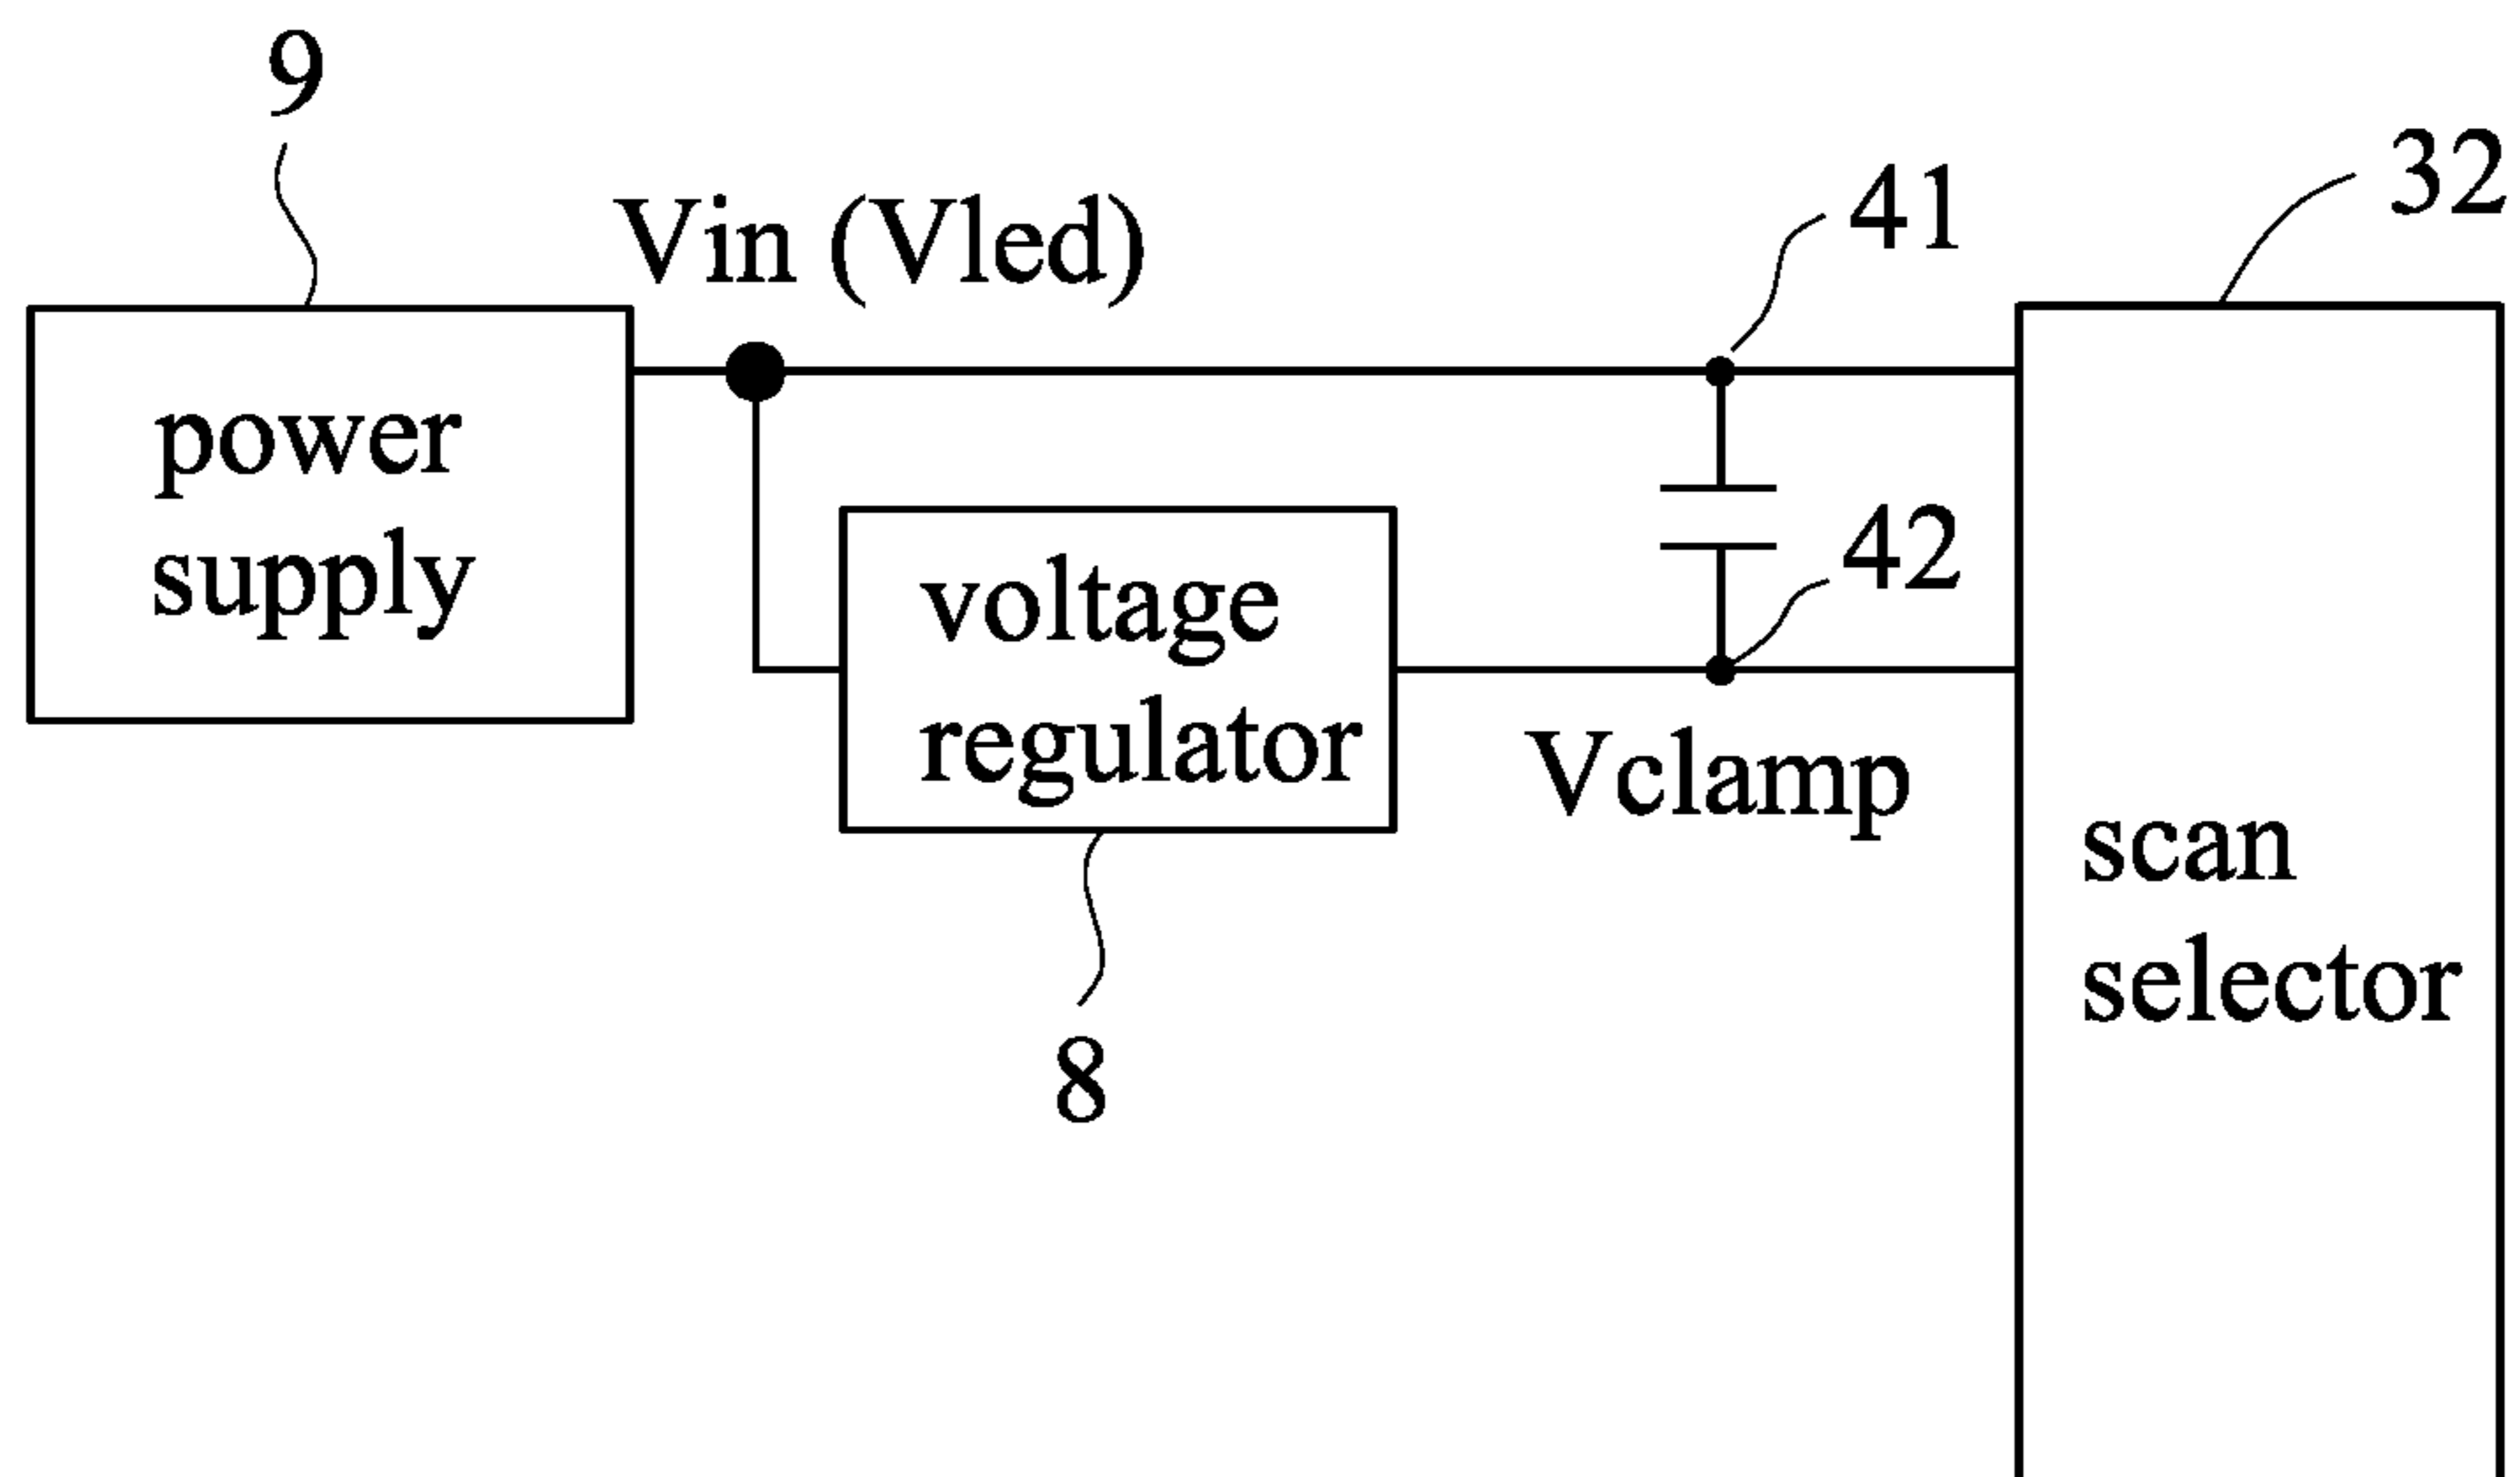 9
32
41
Vin (Vled)
power
supply
42
voltage
regulator
Vclamp
scan
selector
8